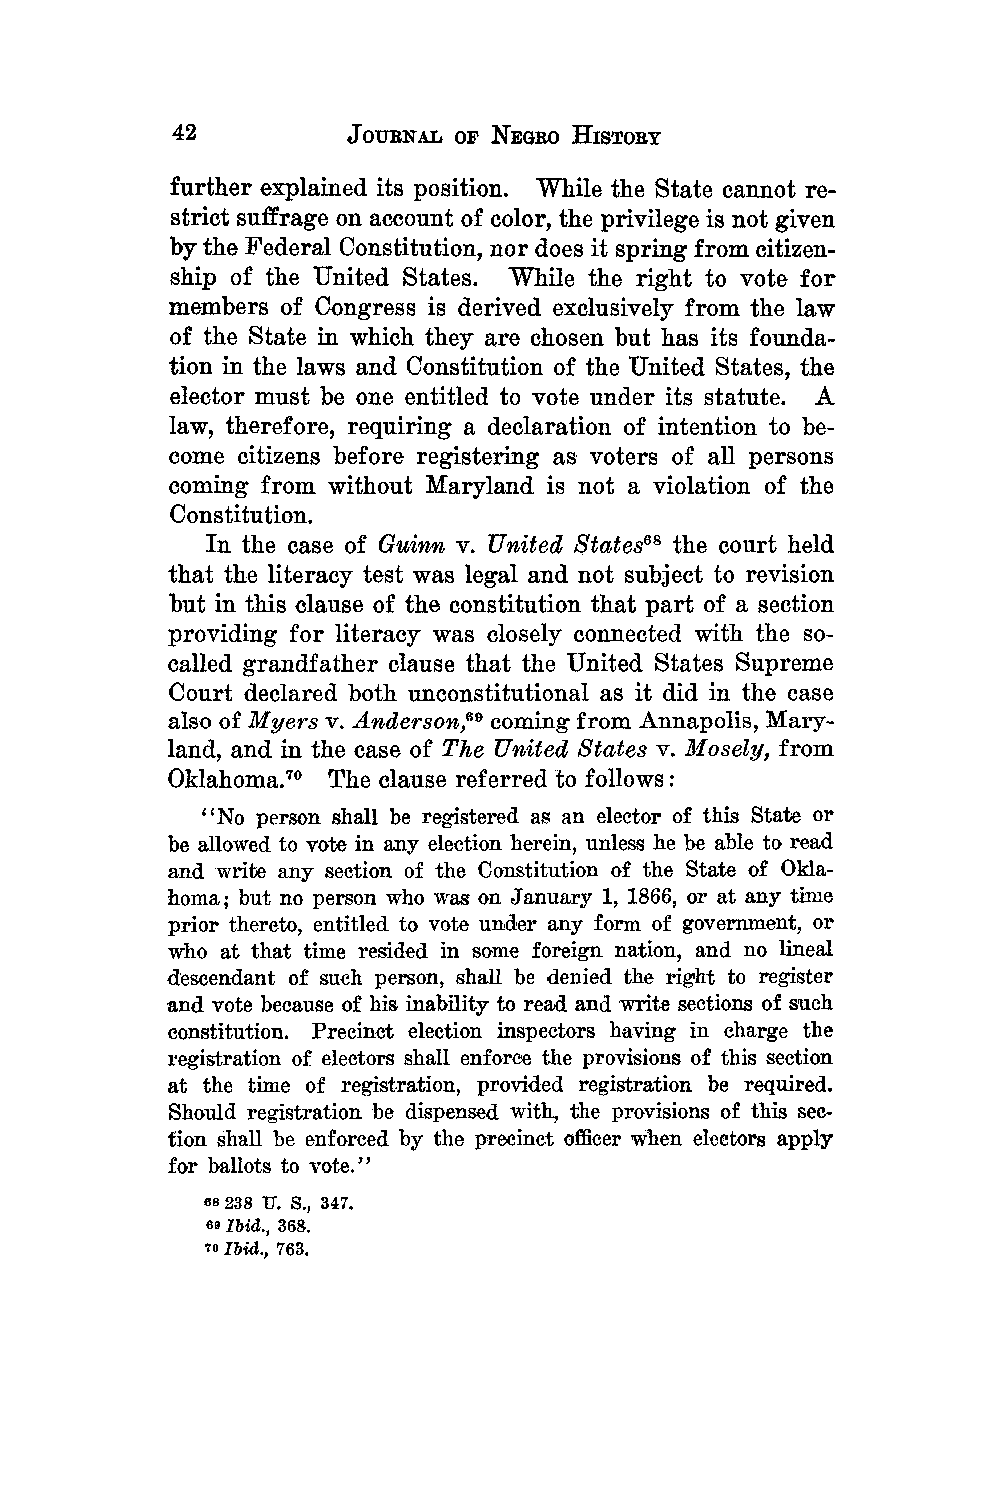 42 JOURNAL OF NEGRO HISTORY
further explained its position. While the State cannot re-
strict suffrage on account of color, the privilege is not given
by the Federal Constitution, nor does it spring from citizen-
ship of the United States. While the right to vote for
members of Congress is derived exclusively from the law
of the State in which they are chosen but has its founda-
tion in the laws and Constitution of the United States, the
elector must be one entitled to vote under its statute. A
law, therefore, requiring a declaration of intention to be-
come citizens before registering as voters of all persons
coming from without Maryland is not a violation of the
Constitution.
In the case of Guinn v. United States⁶⁸ the court held
that the literacy test was legal and not subject to revision
but in this clause of the constitution that part of a section
providing for literacy was closely connected with the so-
called grandfather clause that the United States Supreme
Court declared both unconstitutional as it did in the case
also of Myers v. Anderson,⁶⁹ coming from Annapolis, Mary-
land, and in the case of The United States v. Mosely, from
Oklahoma.⁷⁰ The clause referred to follows:
"No person shall be registered as an elector of this State or
be allowed to vote in any election herein, unless he be able to read
and write any section of the Constitution of the State of Okla-
homa; but no person who was on January 1, 1866, or at any time
prior thereto, entitled to vote under any form of government, or
who at that time resided in some foreign nation, and no lineal
descendant of such person, shall be denied the right to register
and vote because of his inability to read and write sections of such
constitution. Precinct election inspectors having in charge the
registration of electors shall enforce the provisions of this section
at the time of registration, provided registration be required.
Should registration be dispensed with, the provisions of this sec-
tion shall be enforced by the precinct officer when electors apply
for ballots to vote."
⁶⁸ 238 U. S., 347.
⁶⁹ Ibid., 368.
⁷⁰ Ibid., 763.